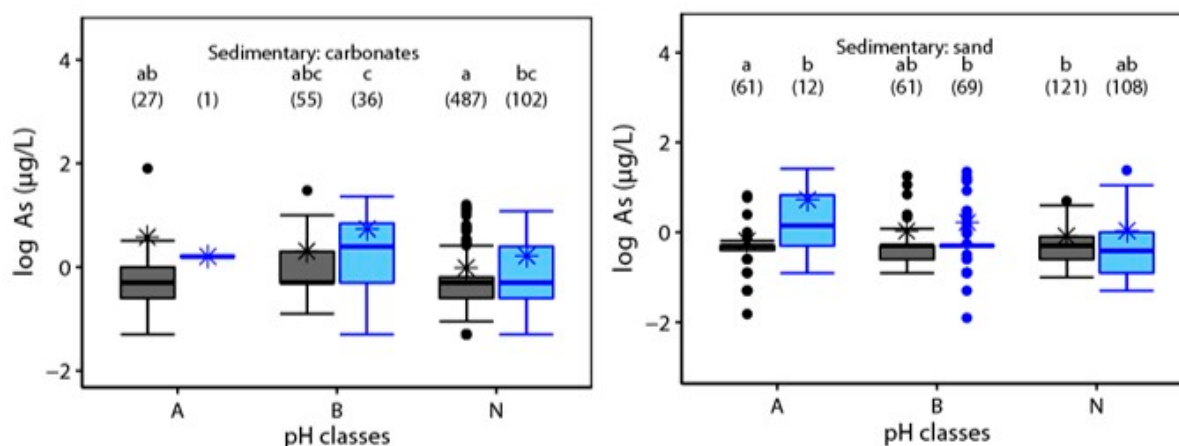 Sedimentary: carbonates
ab abc c a bc
(27) (1) (55) (36) (487) (102)
4
2
0
−2
log As (µg/L)
A B N
pH classes
Sedimentary: sand
a b ab b b ab
(61) (12) (61) (69) (121) (108)
4
2
0
−2
log As (µg/L)
A B N
pH classes